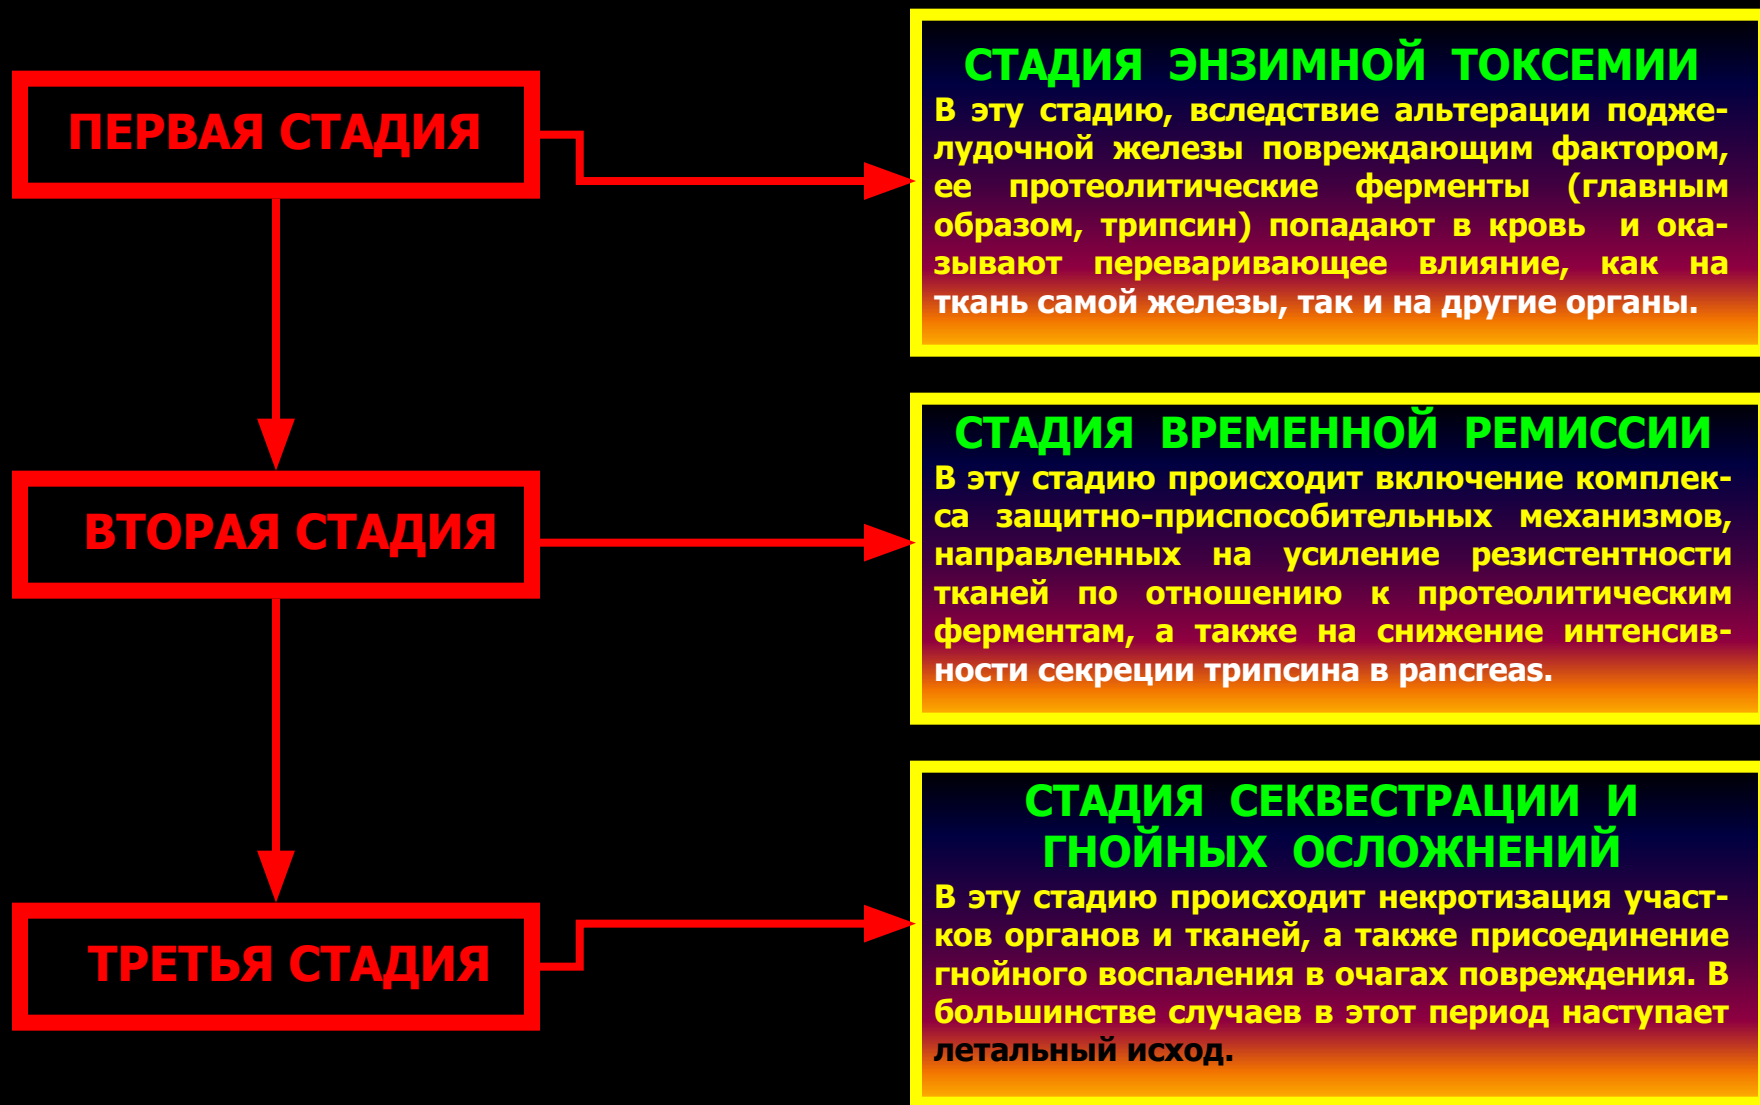 ПЕРВАЯ СТАДИЯ
СТАДИЯ ЭНЗИМНОЙ ТОКСЕМИИ
В эту стадию, вследствие альтерации подже-
лудочной железы повреждающим фактором,
ее протеолитические ферменты (главным
образом, трипсин) попадают в кровь и ока-
зывают переваривающее влияние, как на
ткань самой железы, так и на другие органы.
ВТОРАЯ СТАДИЯ
СТАДИЯ ВРЕМЕННОЙ РЕМИССИИ
В эту стадию происходит включение комплек-
са защитно-приспособительных механизмов,
направленных на усиление резистентности
тканей по отношению к протеолитическим
ферментам, а также на снижение интенсив-
ности секреции трипсина в pancreas.
ТРЕТЬЯ СТАДИЯ
СТАДИЯ СЕКВЕСТРАЦИИ И
ГНОЙНЫХ ОСЛОЖНЕНИЙ
В эту стадию происходит некротизация участ-
ков органов и тканей, а также присоединение
гнойного воспаления в очагах повреждения. В
большинстве случаев в этот период наступает
летальный исход.